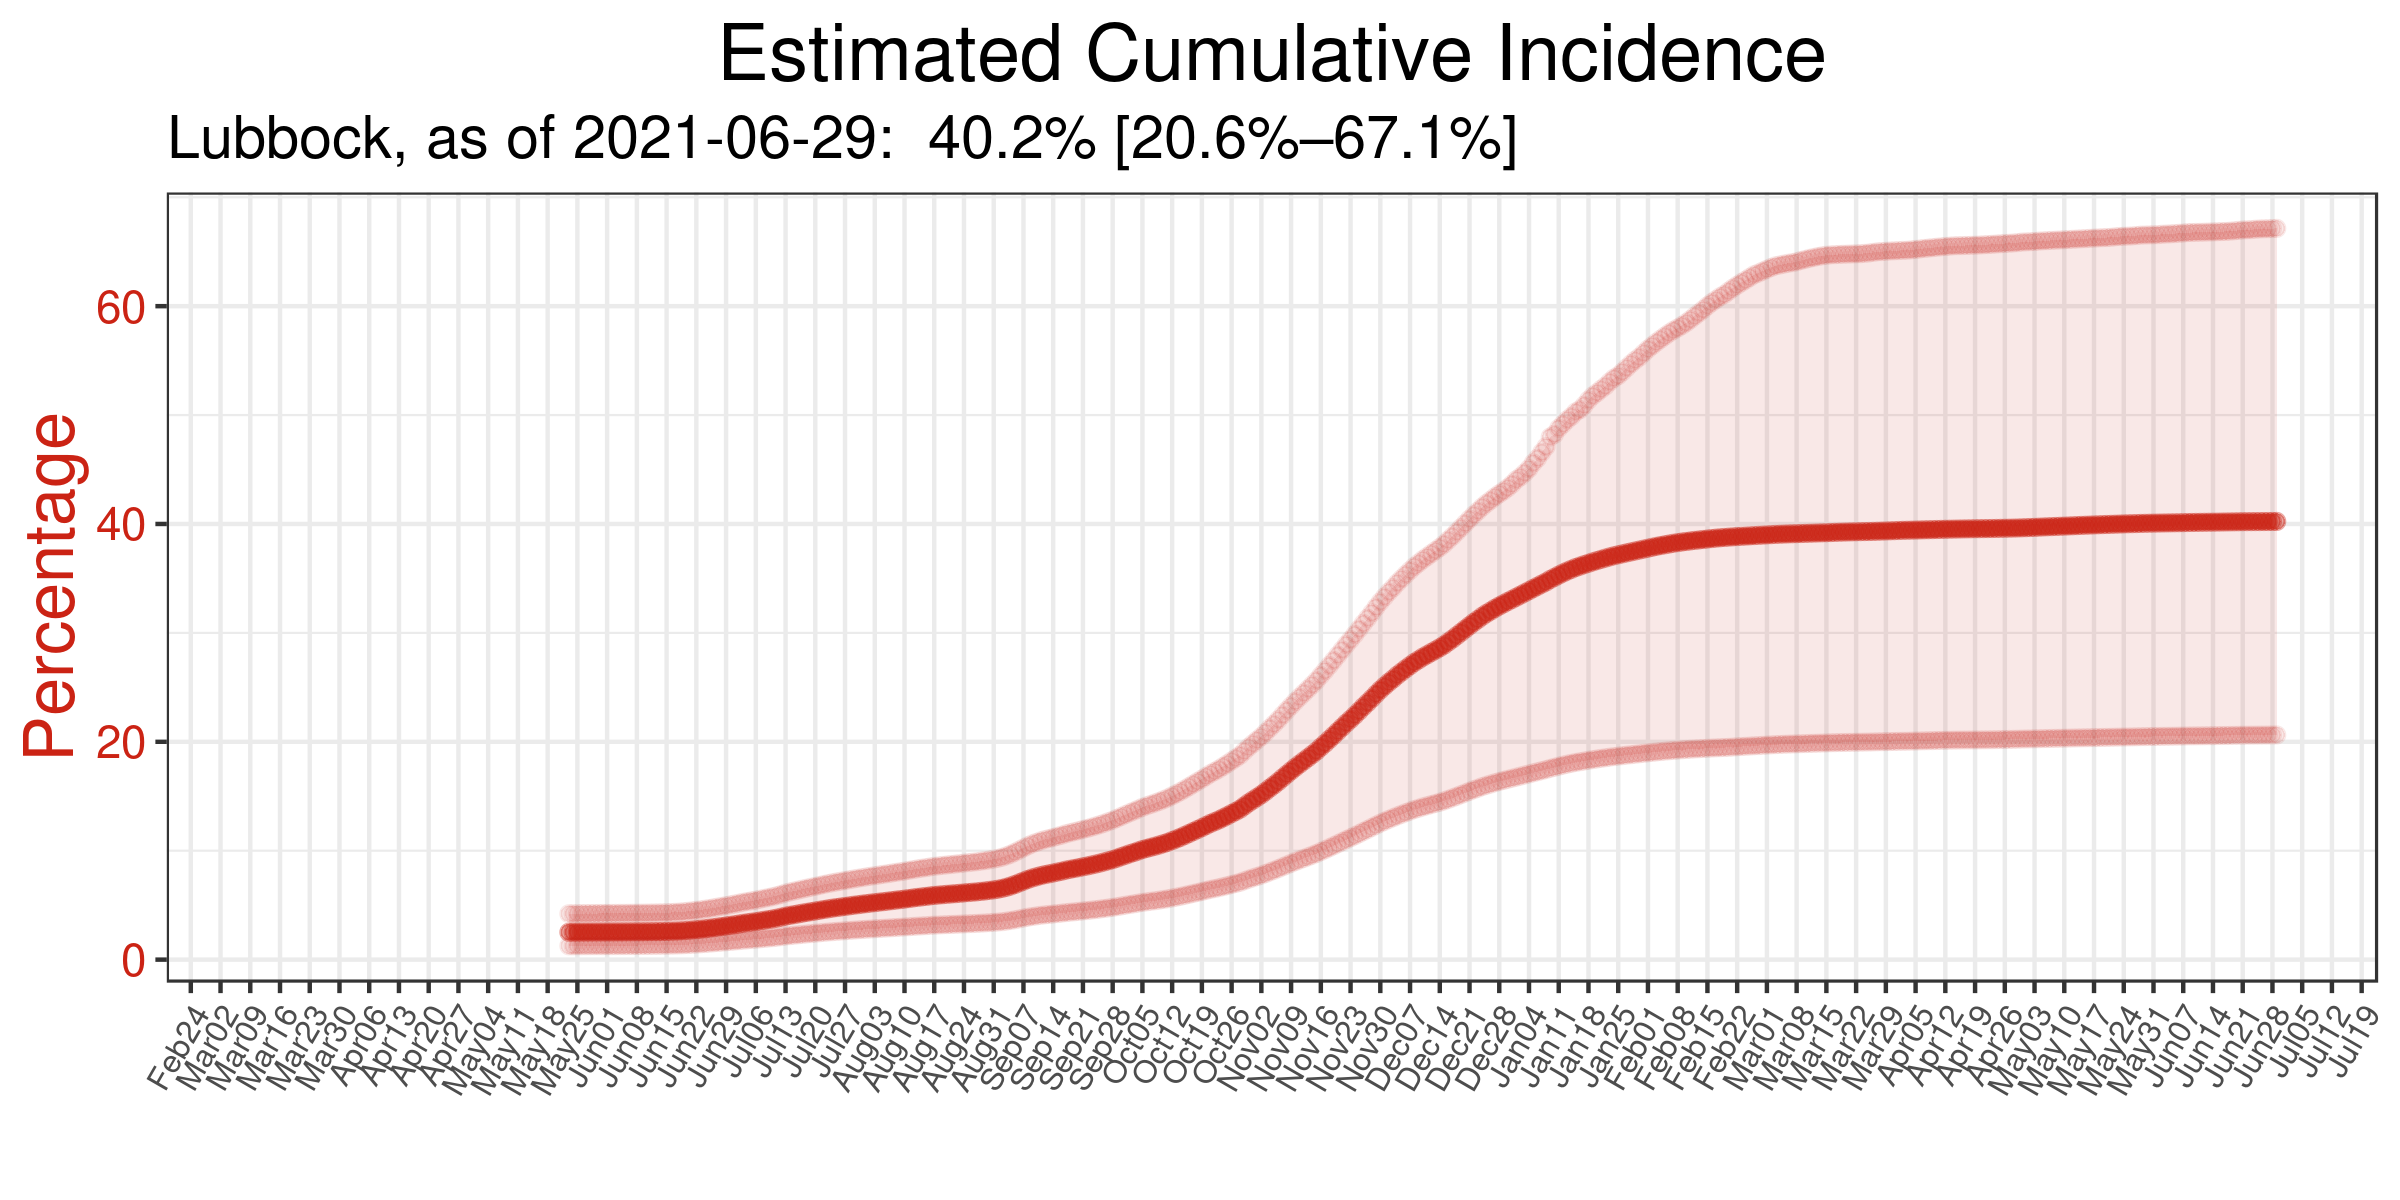 Estimated Cumulative Incidence
Lubbock, as of 2021-06-29:  40.2% [20.6%–67.1%]
Percentage
60
40
20
0
Feb24
Mar02
Mar09
Mar16
Mar23
Mar30
Apr06
Apr13
Apr20
Apr27
May04
May11
May18
May25
Jun01
Jun08
Jun15
Jun22
Jun29
Jul06
Jul13
Jul20
Jul27
Aug03
Aug10
Aug17
Aug24
Aug31
Sep07
Sep14
Sep21
Sep28
Oct05
Oct12
Oct19
Oct26
Nov02
Nov09
Nov16
Nov23
Nov30
Dec07
Dec14
Dec21
Dec28
Jan04
Jan11
Jan18
Jan25
Feb01
Feb08
Feb15
Feb22
Mar01
Mar08
Mar15
Mar22
Mar29
Apr05
Apr12
Apr19
Apr26
May03
May10
May17
May24
May31
Jun07
Jun14
Jun21
Jun28
Jul05
Jul12
Jul19